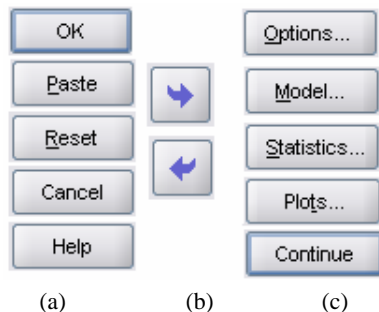 OK
Paste
Reset
Cancel
Help
Options...
Model...
Statistics...
Plots...
Continue
(a) (b) (c)